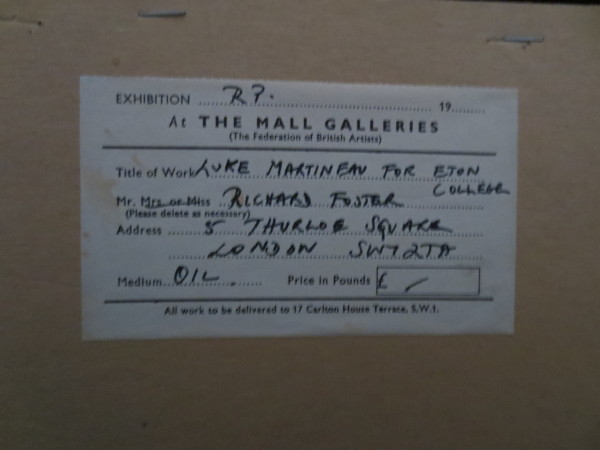 EXHIBITION R P. 19
At THE MALL GALLERIES
(The Federation of British Artists)
Title of Work LUKE MARTINEAU FOR ETON
COLLEGE
Mr. Mrs. or Miss RICHARD FOSTER
(Please delete as necessary)
Address 5 THURLOE SQUARE
LONDON SW7 2TA
Medium OIL Price in Pounds £ -
All work to be delivered to 17 Carlton House Terrace, S.W.1.